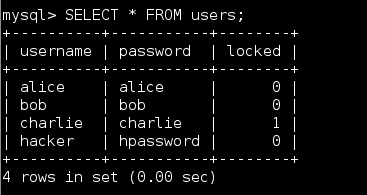 mysql> SELECT * FROM users;
+----------+-----------+--------+
| username | password  | locked |
+----------+-----------+--------+
| alice    | alice     |      0 |
| bob      | bob       |      0 |
| charlie  | charlie   |      1 |
| hacker   | hpassword |      0 |
+----------+-----------+--------+
4 rows in set (0.00 sec)